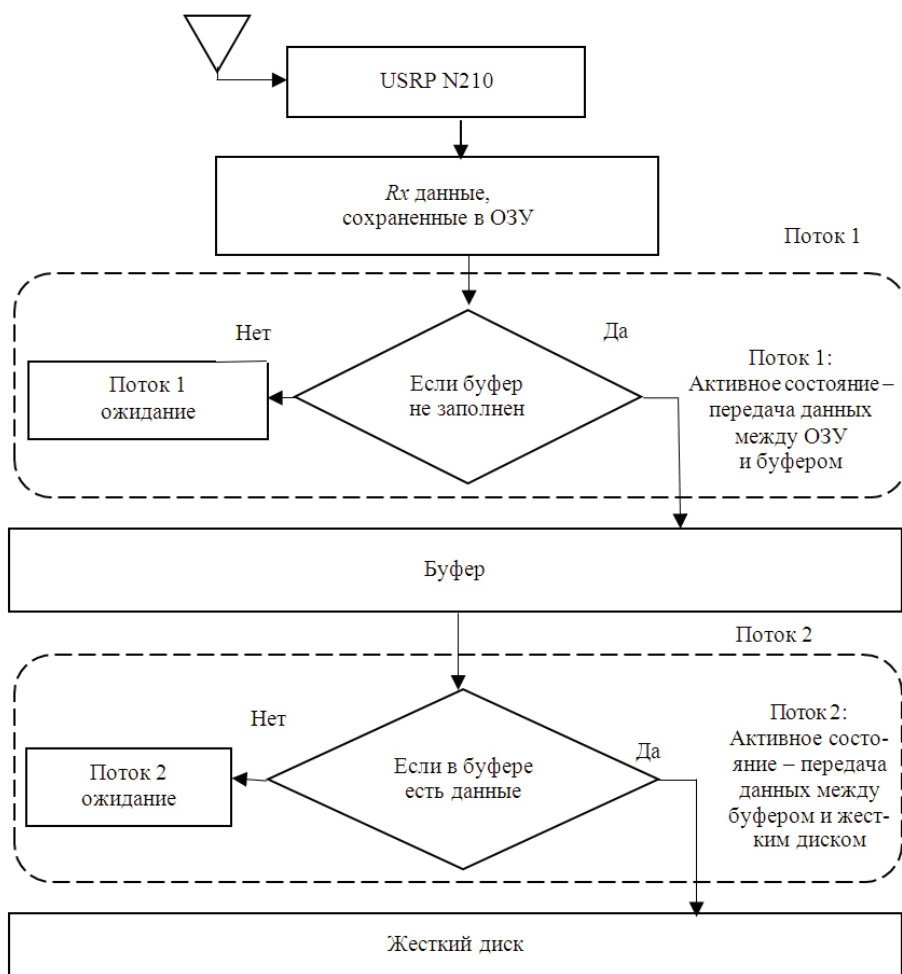 USRP N210
Rx данные,
сохраненные в ОЗУ
Поток 1
Нет
Да
Поток 1
ожидание
Если буфер
не заполнен
Поток 1:
Активное состояние –
передача данных
между ОЗУ
и буфером
Буфер
Поток 2
Нет
Да
Поток 2
ожидание
Если в буфере
есть данные
Поток 2:
Активное состо-
яние – передача
данных между
буфером и жест-
ким диском
Жесткий диск